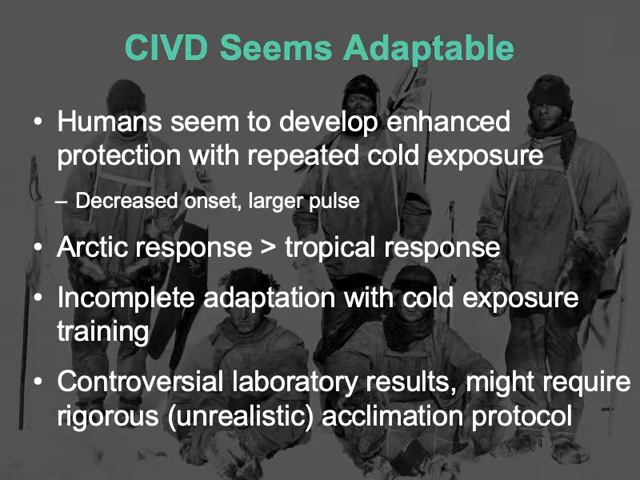 CIVD Seems Adaptable
• Humans seem to develop enhanced
protection with repeated cold exposure
– Decreased onset, larger pulse
• Arctic response > tropical response
• Incomplete adaptation with cold exposure
training
• Controversial laboratory results, might require
rigorous (unrealistic) acclimation protocol